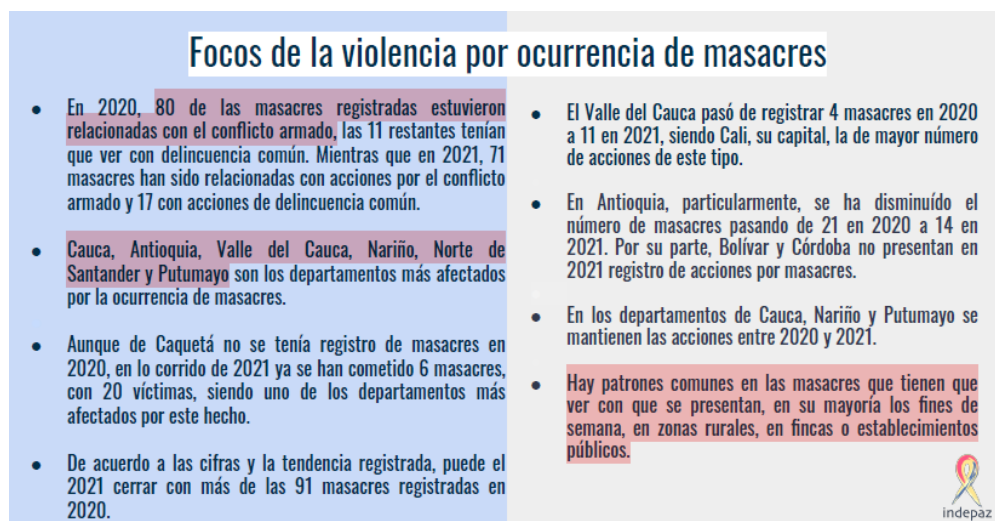 Focos de la violencia por ocurrencia de masacres
● En 2020, 80 de las masacres registradas estuvieron
relacionadas con el conflicto armado, las 11 restantes tenían
que ver con delincuencia común. Mientras que en 2021, 71
masacres han sido relacionadas con acciones por el conflicto
armado y 17 con acciones de delincuencia común.
● Cauca, Antioquia, Valle del Cauca, Nariño, Norte de
Santander y Putumayo son los departamentos más afectados
por la ocurrencia de masacres.
● Aunque de Caquetá no se tenía registro de masacres en
2020, en lo corrido de 2021 ya se han cometido 6 masacres,
con 20 víctimas, siendo uno de los departamentos más
afectados por este hecho.
● De acuerdo a las cifras y la tendencia registrada, puede el
2021 cerrar con más de las 91 masacres registradas en
2020.
● El Valle del Cauca pasó de registrar 4 masacres en 2020
a 11 en 2021, siendo Cali, su capital, la de mayor número
de acciones de este tipo.
● En Antioquia, particularmente, se ha disminuído el
número de masacres pasando de 21 en 2020 a 14 en
2021. Por su parte, Bolívar y Córdoba no presentan en
2021 registro de acciones por masacres.
● En los departamentos de Cauca, Nariño y Putumayo se
mantienen las acciones entre 2020 y 2021.
● Hay patrones comunes en las masacres que tienen que
ver con que se presentan, en su mayoría los fines de
semana, en zonas rurales, en fincas o establecimientos
públicos.
indepaz